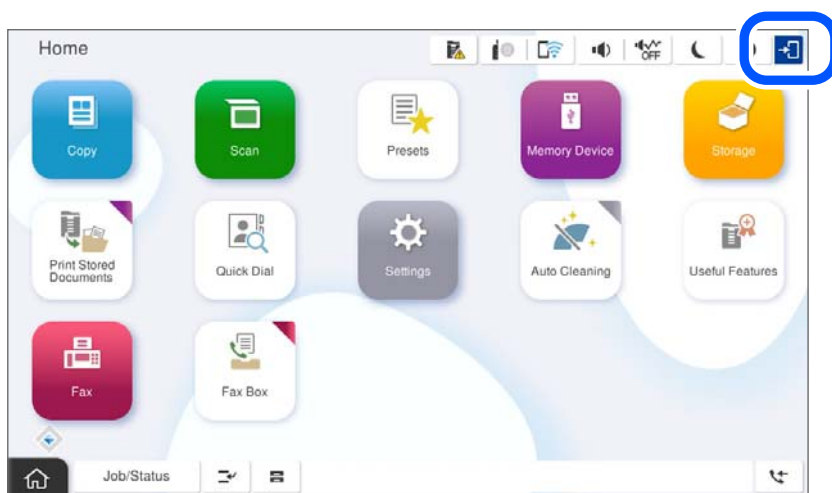 Home
OFF
Copy
Scan
Presets
Memory Device
Storage
Print Stored
Documents
Quick Dial
Settings
Auto Cleaning
Useful Features
Fax
Fax Box
Job/Status